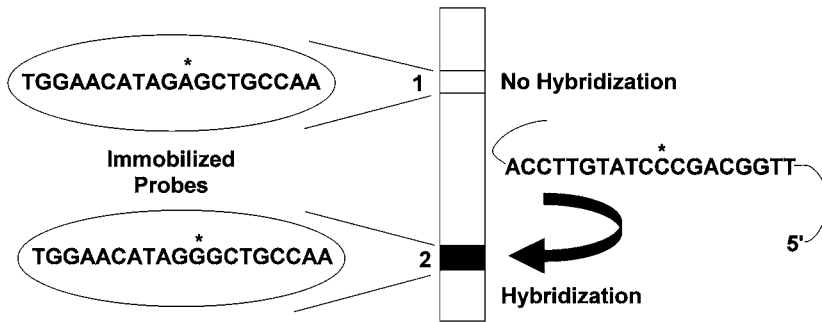 *
TGGAACATAGAGCTGCCAA
1
No Hybridization
*
ACCTTGTATCCCGACGGTT
Immobilized
Probes
*
TGGAACATAGGGCTGCCAA
5'
2
Hybridization